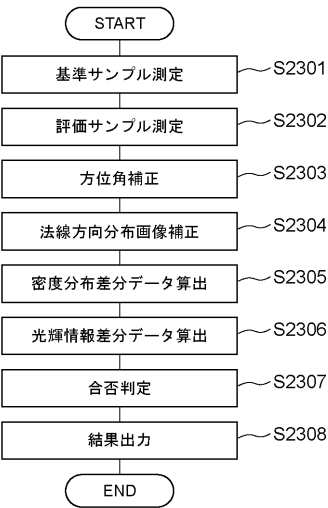 START
基準サンプル測定 S2301
評価サンプル測定 S2302
方位角補正 S2303
法線方向分布画像補正 S2304
密度分布差分データ算出 S2305
光輝情報差分データ算出 S2306
合否判定 S2307
結果出力 S2308
END